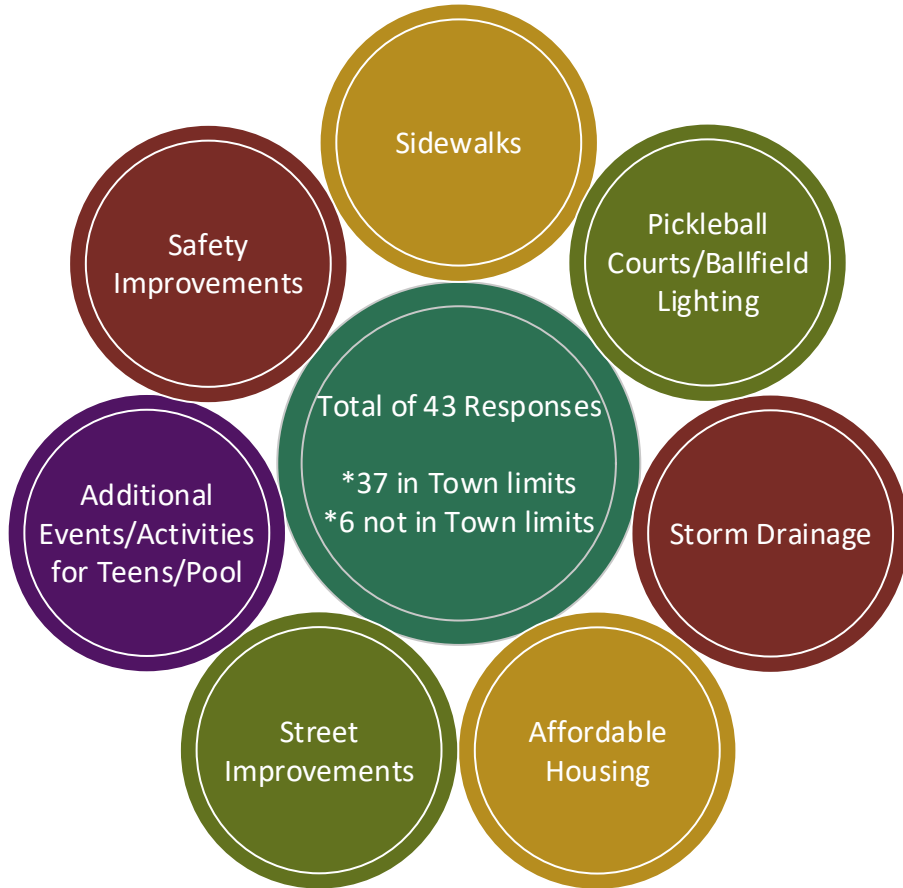 Sidewalks
Pickleball
Courts/Ballfield
Lighting
Storm Drainage
Affordable
Housing
Street
Improvements
Additional
Events/Activities
for Teens/Pool
Safety
Improvements
Total of 43 Responses
*37 in Town limits
*6 not in Town limits